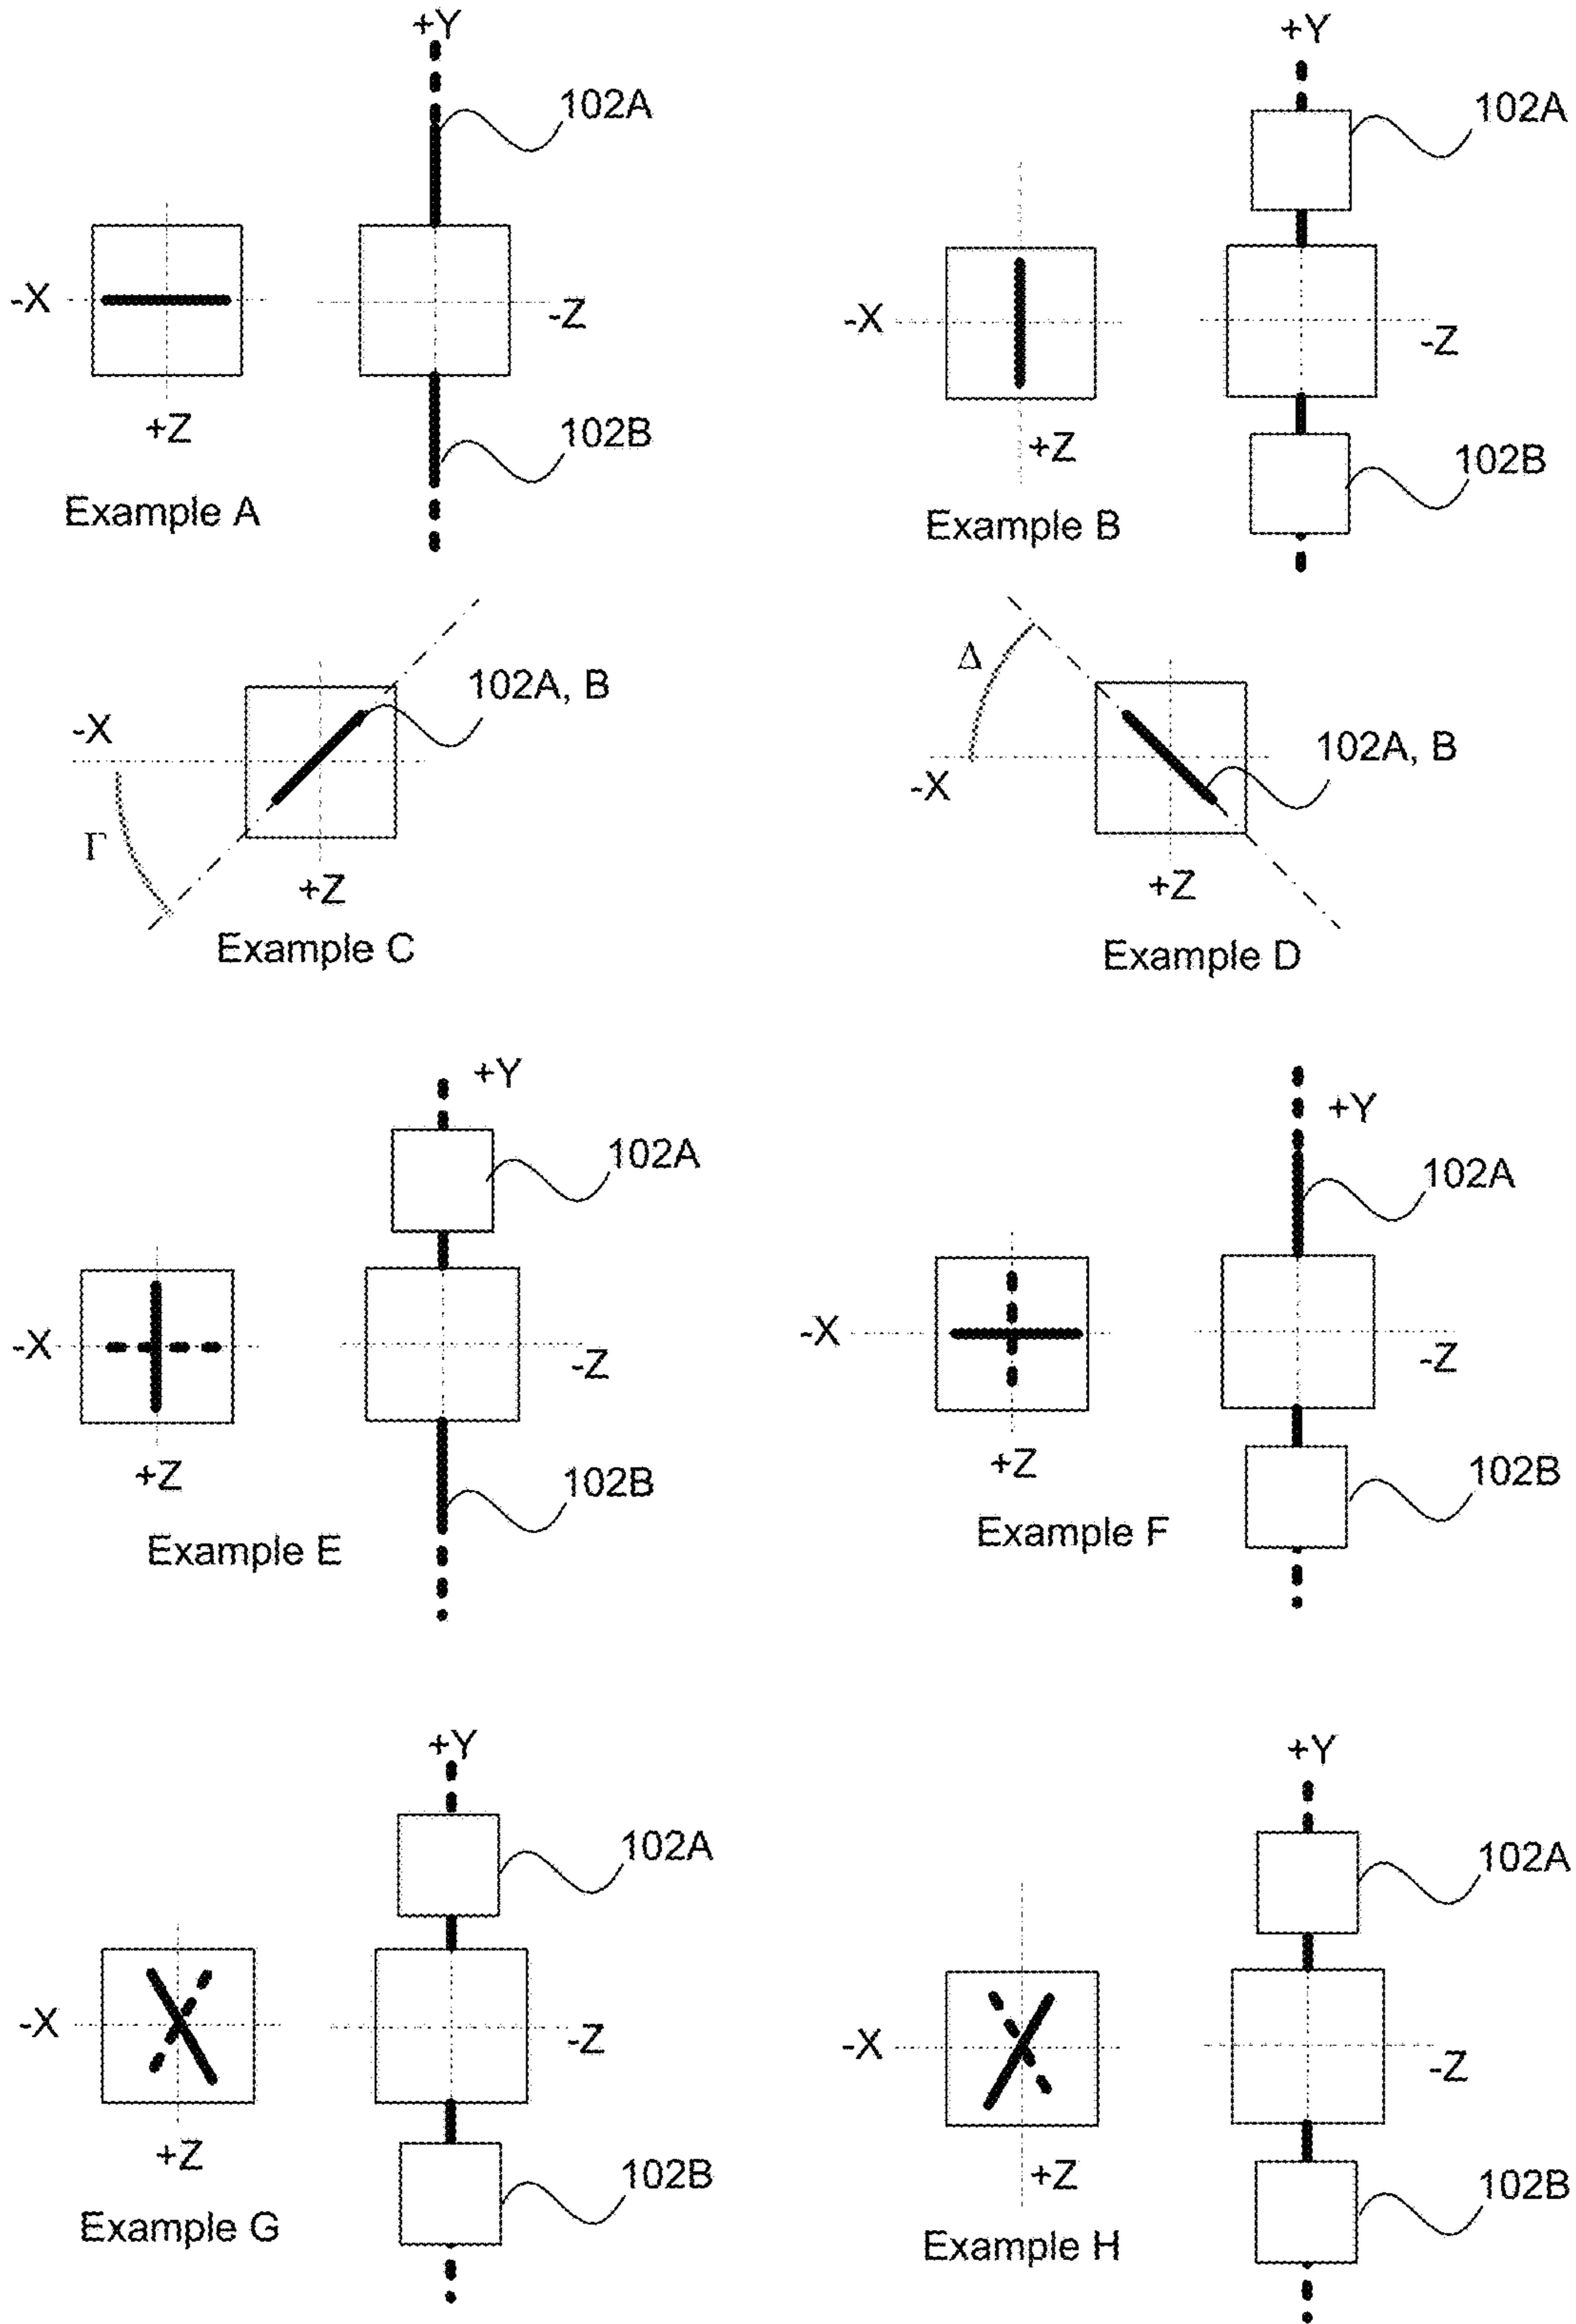 +Y
102A
-X
-Z
+Z
102B
Example A
+Y
102A
-X
-Z
+Z
102B
Example B
102A, B
-X
Γ
+Z
Example C
Δ
102A, B
-X
+Z
Example D
+Y
102A
-X
-Z
+Z
102B
Example E
+Y
102A
-X
-Z
+Z
102B
Example F
+Y
102A
-X
-Z
+Z
102B
Example G
+Y
102A
-X
-Z
+Z
102B
Example H